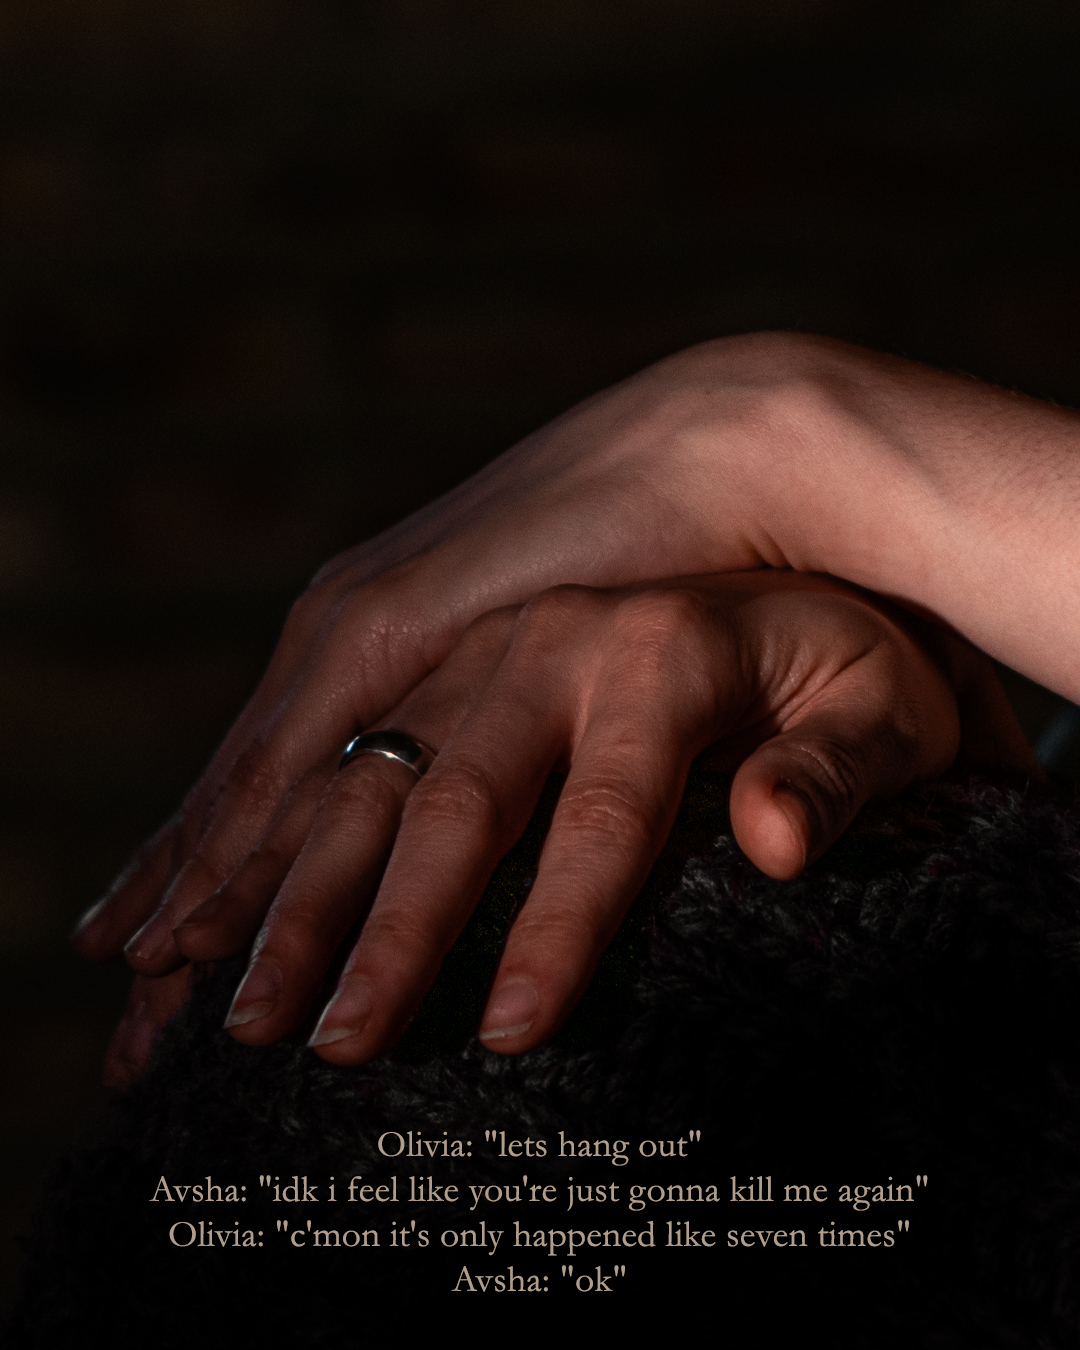 Olivia: "lets hang out"
Avsha: "idk i feel like you're just gonna kill me again"
Olivia: "c'mon it's only happened like seven times"
Avsha: "ok"